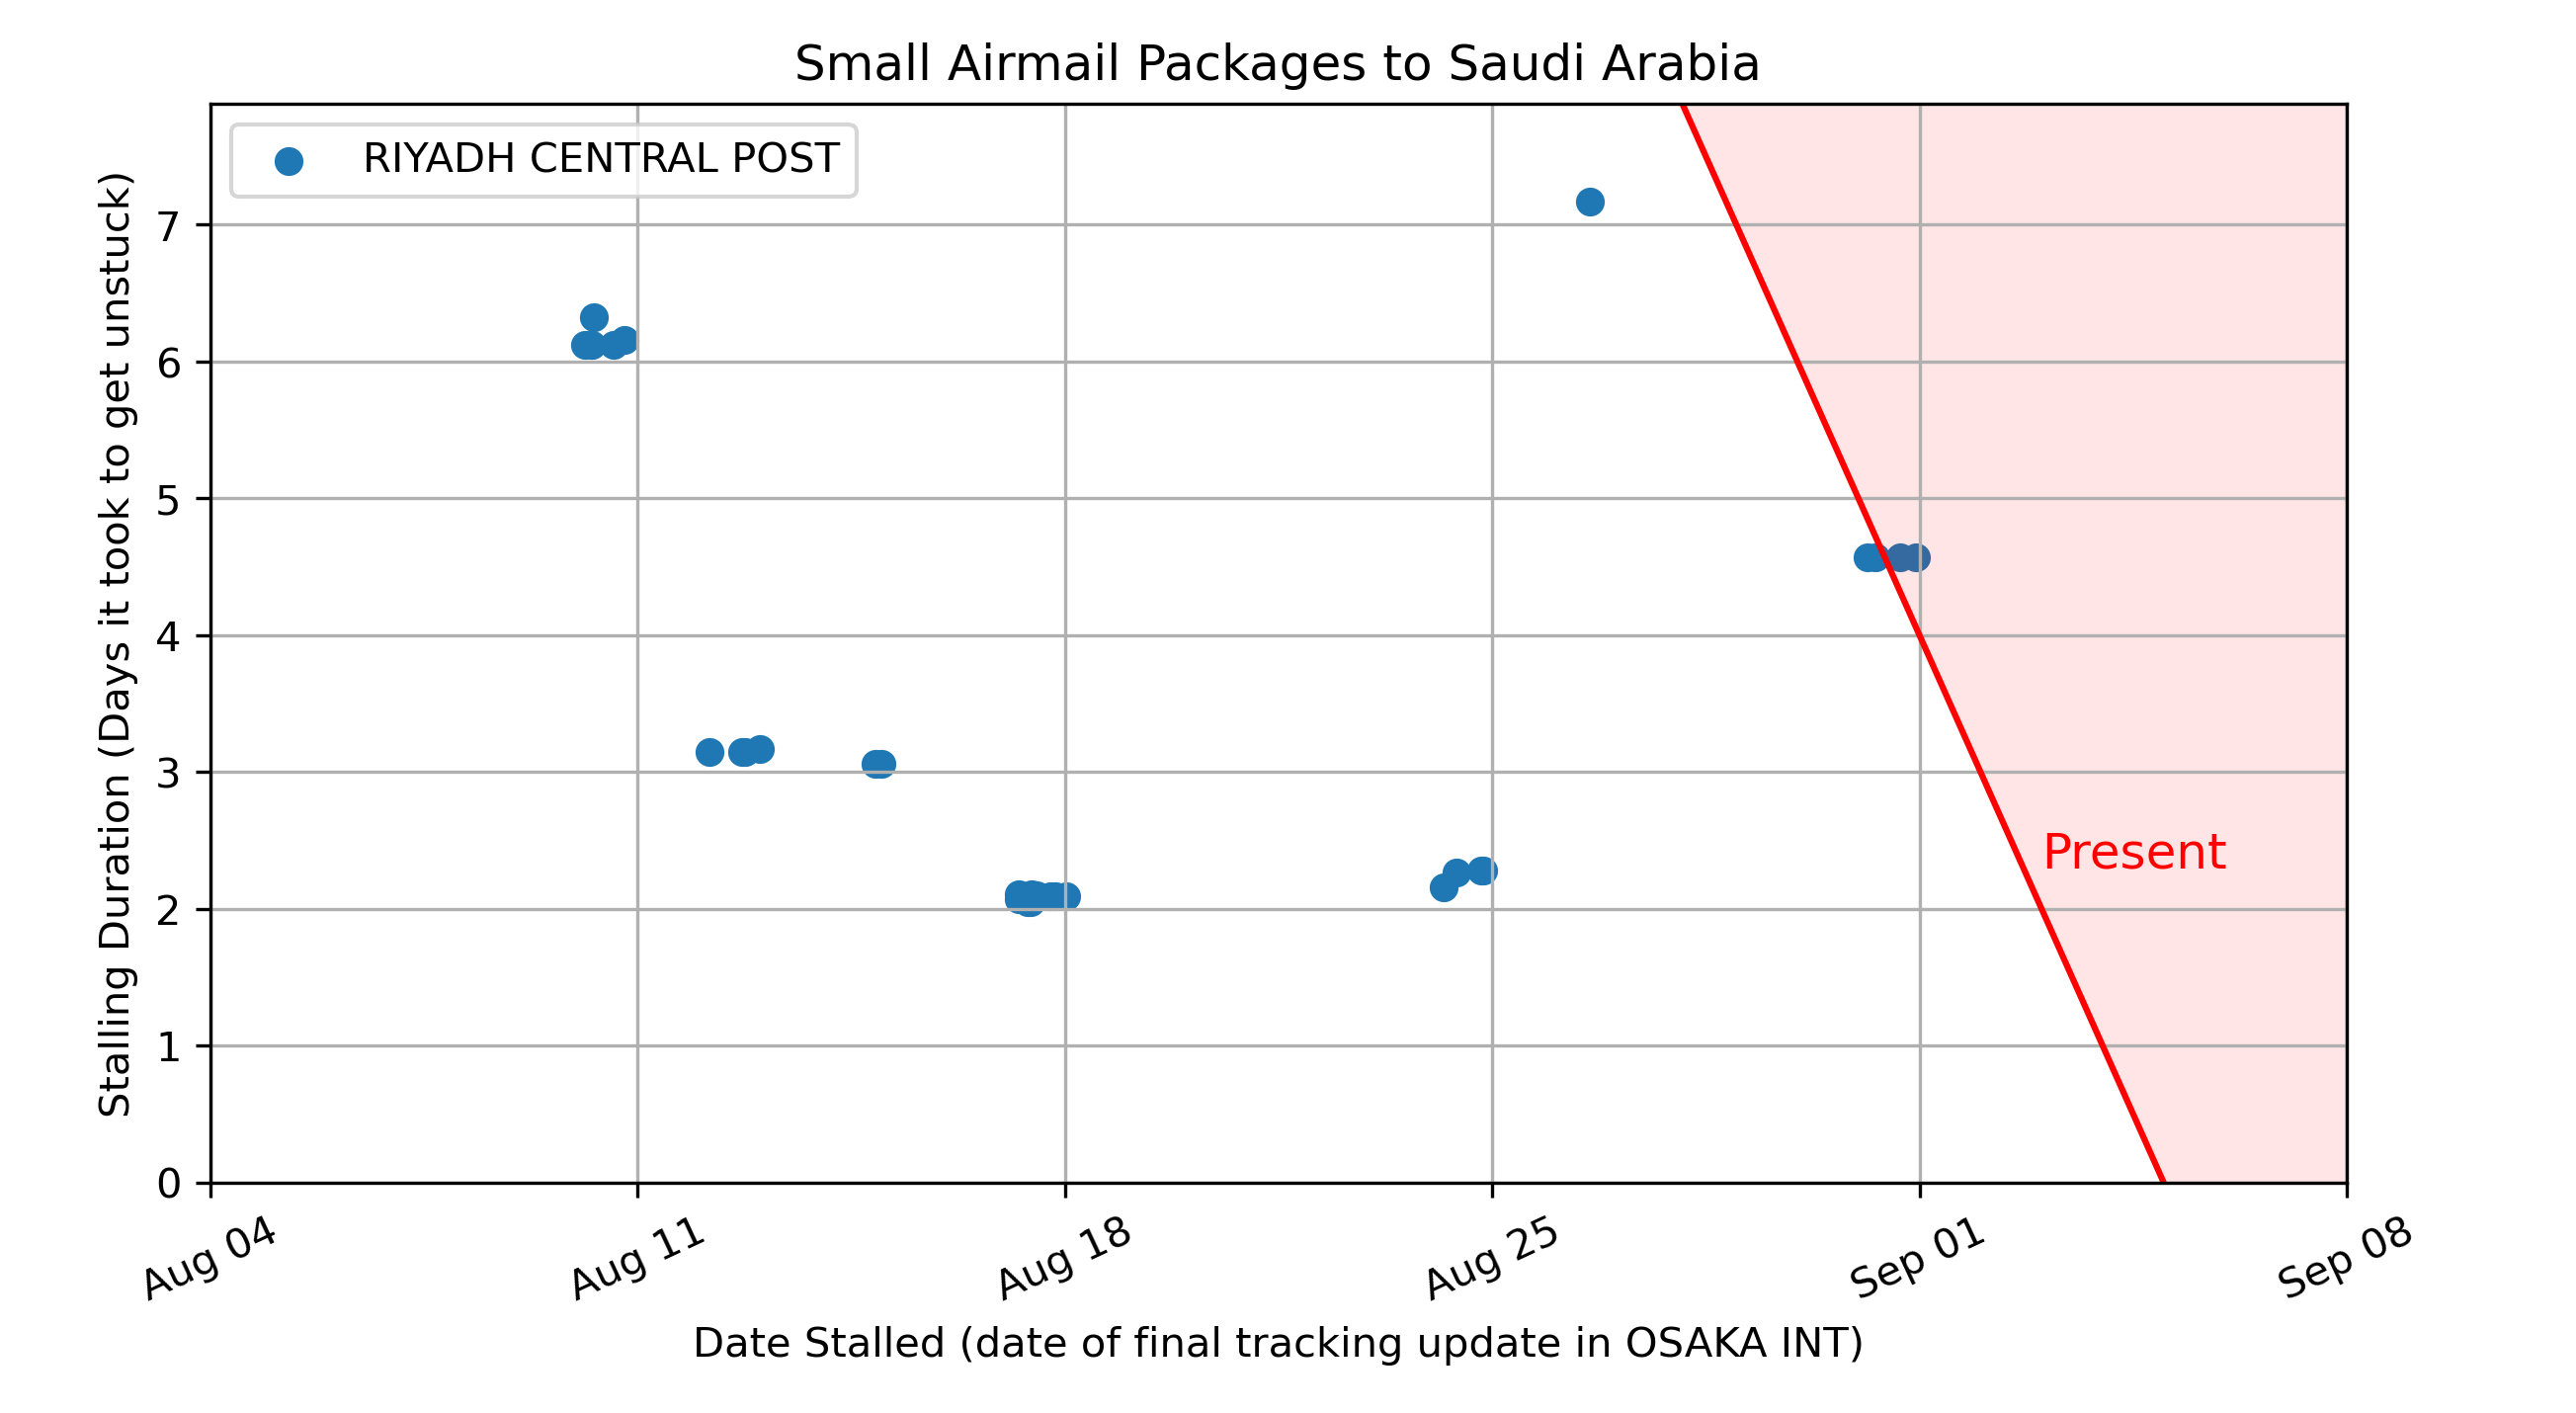 Small Airmail Packages to Saudi Arabia
RIYADH CENTRAL POST
Stalling Duration (Days it took to get unstuck)
7
6
5
4
3
2
1
0
Present
Aug 04
Aug 11
Aug 18
Aug 25
Sep 01
Sep 08
Date Stalled (date of final tracking update in OSAKA INT)